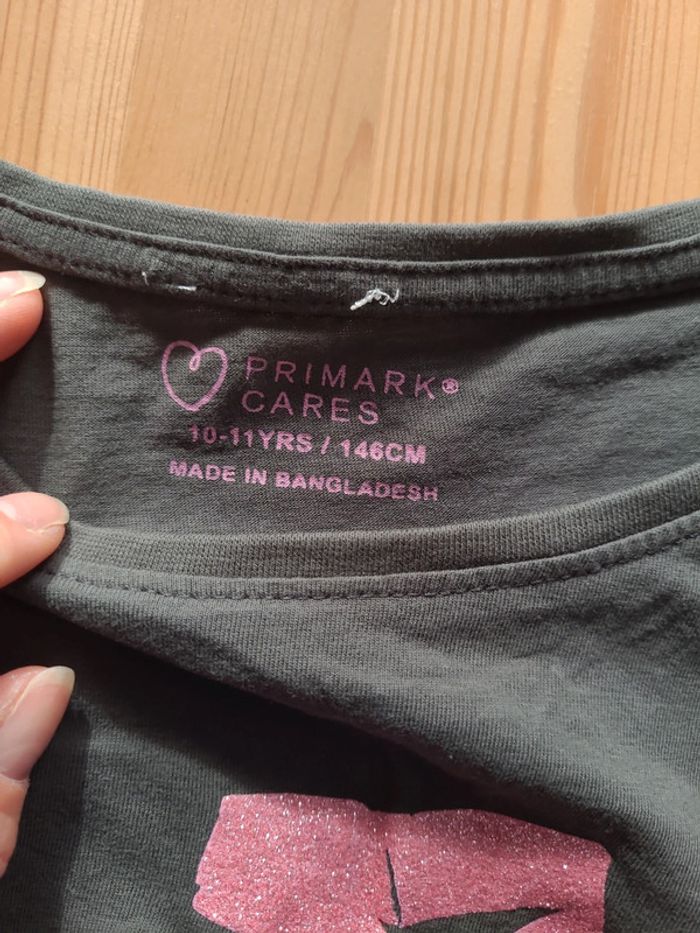 PRIMARK®
CARES
10-11YRS / 146CM
MADE IN BANGLADESH